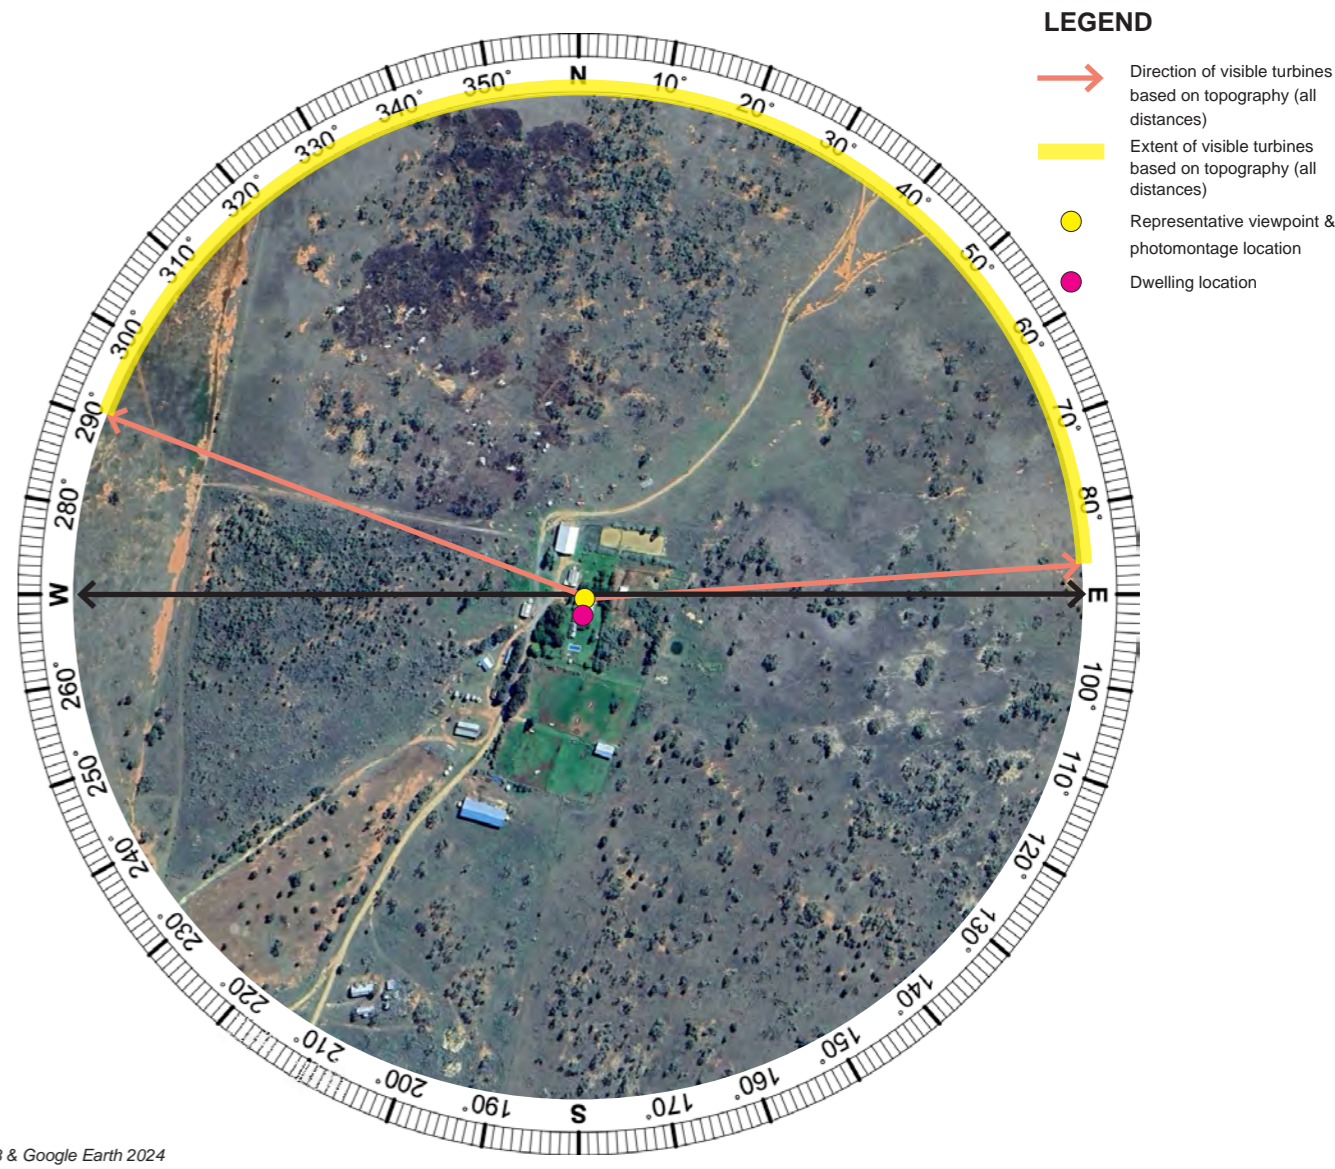 LEGEND
Direction of visible turbines
based on topography (all
distances)
Extent of visible turbines
based on topography (all
distances)
Representative viewpoint &
photomontage location
Dwelling location
N
10°
20°
30°
40°
50°
60°
70°
80°
E
100°
110°
120°
130°
140°
150°
160°
170°
S
190°
200°
210°
220°
230°
240°
250°
260°
W
280°
290°
300°
310°
320°
330°
340°
350°
& Google Earth 2024